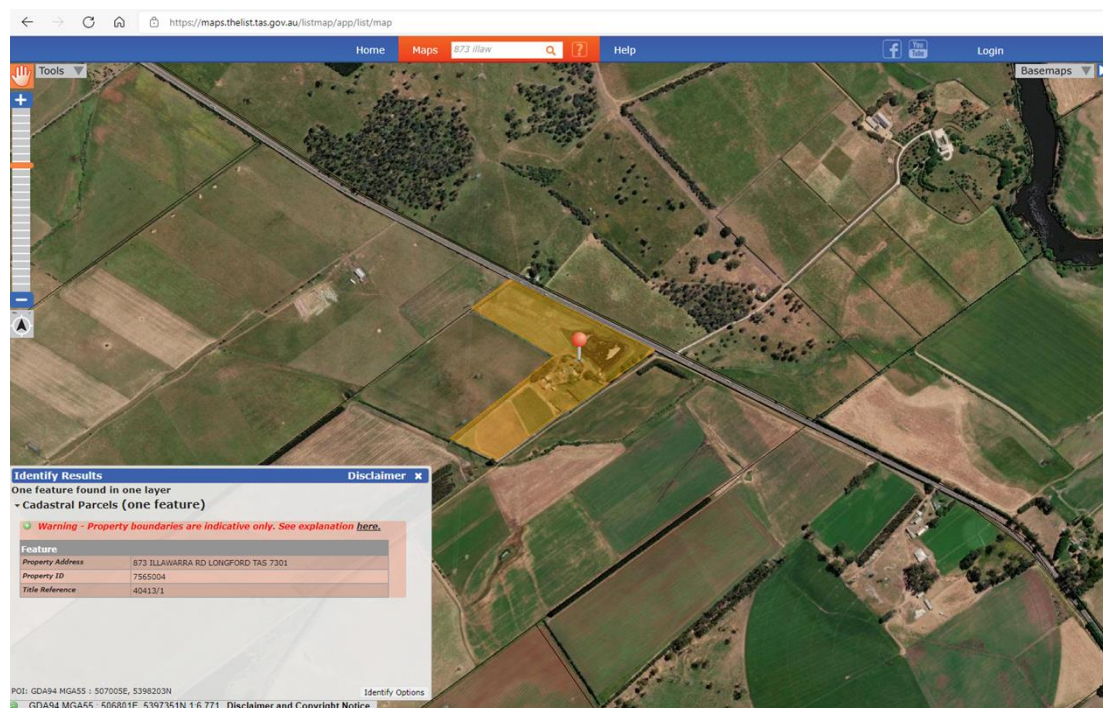 https://maps.thelist.tas.gov.au/listmap/app/list/map
Home Maps 873 illaw ? Help f You Tube Login
Tools Basemaps
Identify Results Disclaimer x
One feature found in one layer
Cadastral Parcels (one feature)
Warning - Property boundaries are indicative only. See explanation here.
Feature
Property Address 873 ILLAWARRA RD LONGFORD TAS 7301
Property ID 7565004
Title Reference 40413/1
POI: GDA94 MGA55 : 507005E, 5398203N Identify Options
GDA94 MGA55 : 506801E, 5397351N 1:6,771 Disclaimer and Copyright Notice